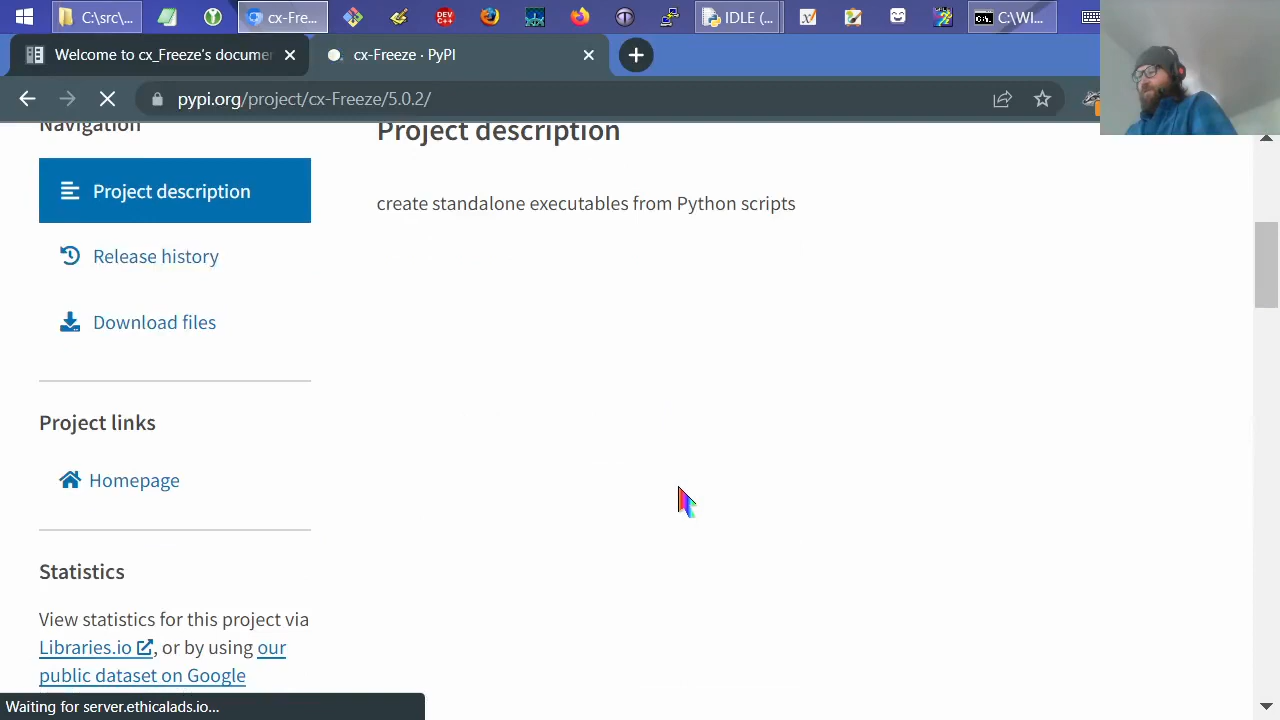 C:\src\...
cx-Fre...
DEV C++
IDLE (...
C:\WI...
Welcome to cx_Freeze's documen
cx-Freeze · PyPI
pypi.org/project/cx-Freeze/5.0.2/
Navigation
Project description
Project description
create standalone executables from Python scripts
Release history
Download files
Project links
Homepage
Statistics
View statistics for this project via
Libraries.io, or by using our
public dataset on Google
Waiting for server.ethicalads.io...